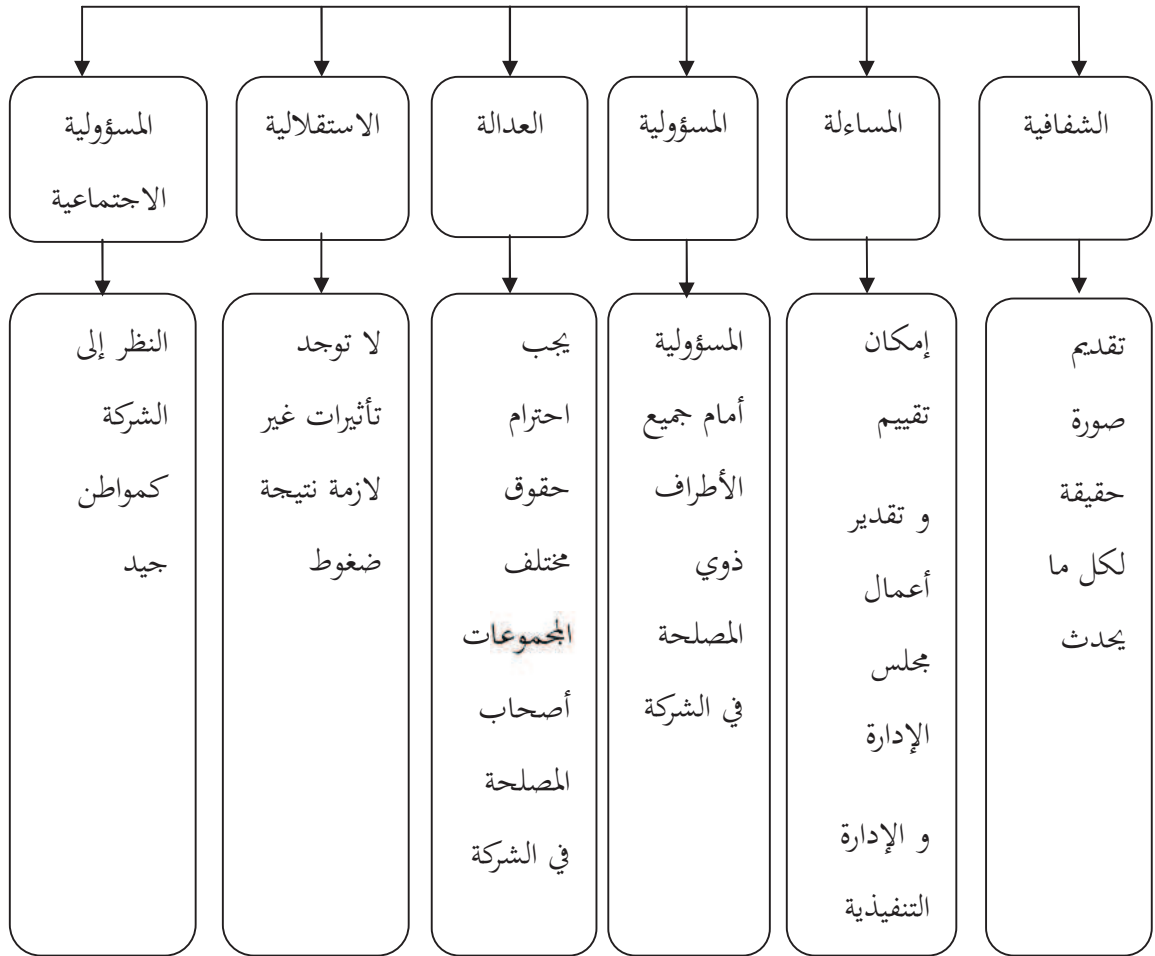 الشفافية
المساءلة
المسؤولية
العدالة
الاستقلالية
المسؤولية
الاجتماعية
تقديم
صورة
حقيقة
لكل ما
يحدث
إمكان
تقييم
و تقدير
أعمال
مجلس
الإدارة
و الإدارة
التنفيذية
المسؤولية
أمام جميع
الأطراف
ذوي
المصلحة
في الشركة
يجب
احترام
حقوق
مختلف
المجموعات
أصحاب
المصلحة
في الشركة
لا توجد
تأثيرات غير
لازمة نتيجة
ضغوط
النظر إلى
الشركة
كمواطن
جيد